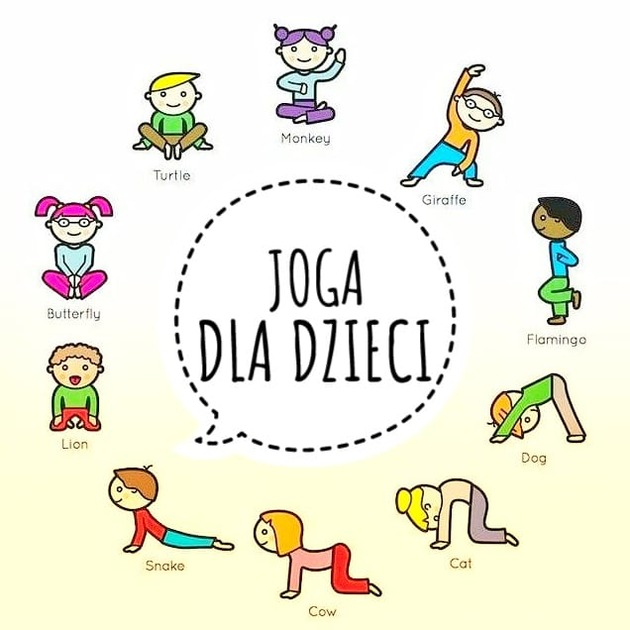 Monkey
Turtle
Giraffe
Butterfly
JOGA
DLA DZIECI
Flamingo
Lion
Dog
Snake
Cat
Cow